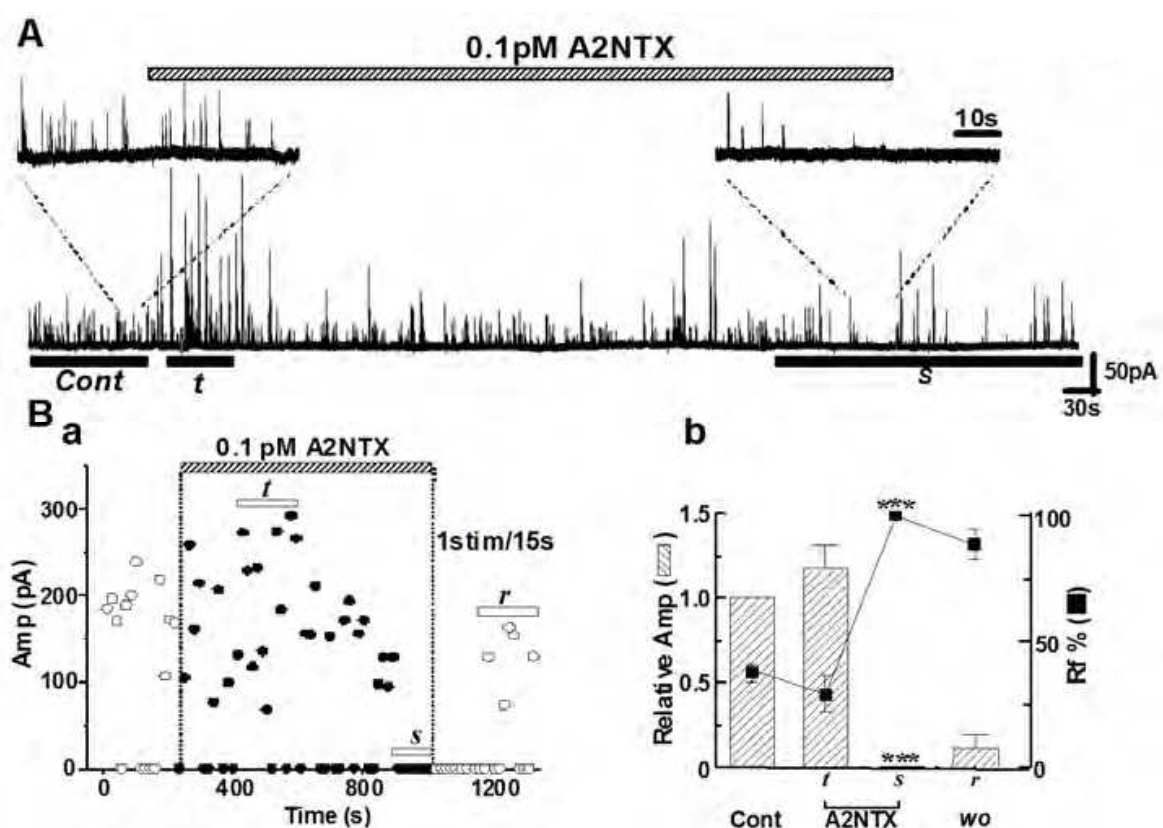 A
0.1pM A2NTX
10s
Cont
t
s
50pA
30s
B
a
0.1 pM A2NTX
t
300
200
100
0
Amp (pA)
1stim/15s
r
s
0 400 800 1200
Time (s)
b
1.5
1.0
0.5
0
Relative Amp ( )
***
***
100
50
0
Rf % (■)
t s r
Cont A2NTX wo